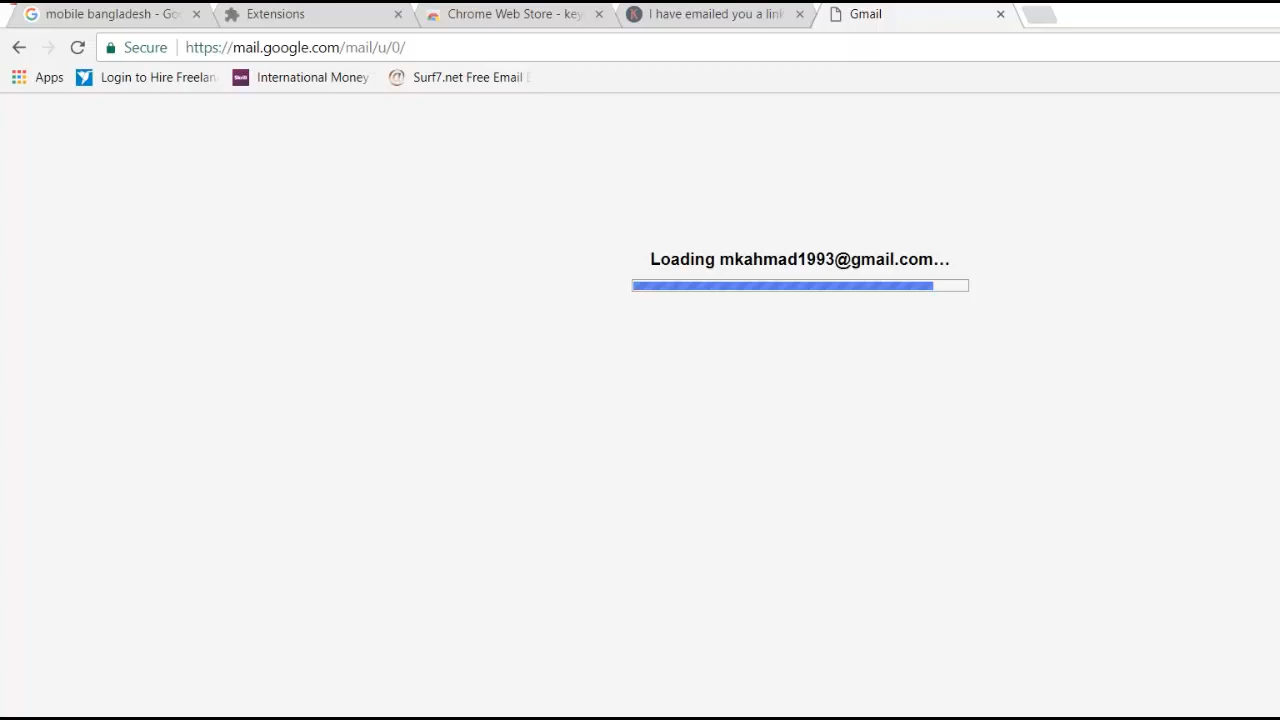 mobile bangladesh - Go
Extensions
Chrome Web Store - key
I have emailed you a lin
Gmail
Secure
https://mail.google.com/mail/u/0/
Apps
Login to Hire Freelan
Skrill
International Money
Surf7.net Free Email
Loading mkahmad1993@gmail.com...